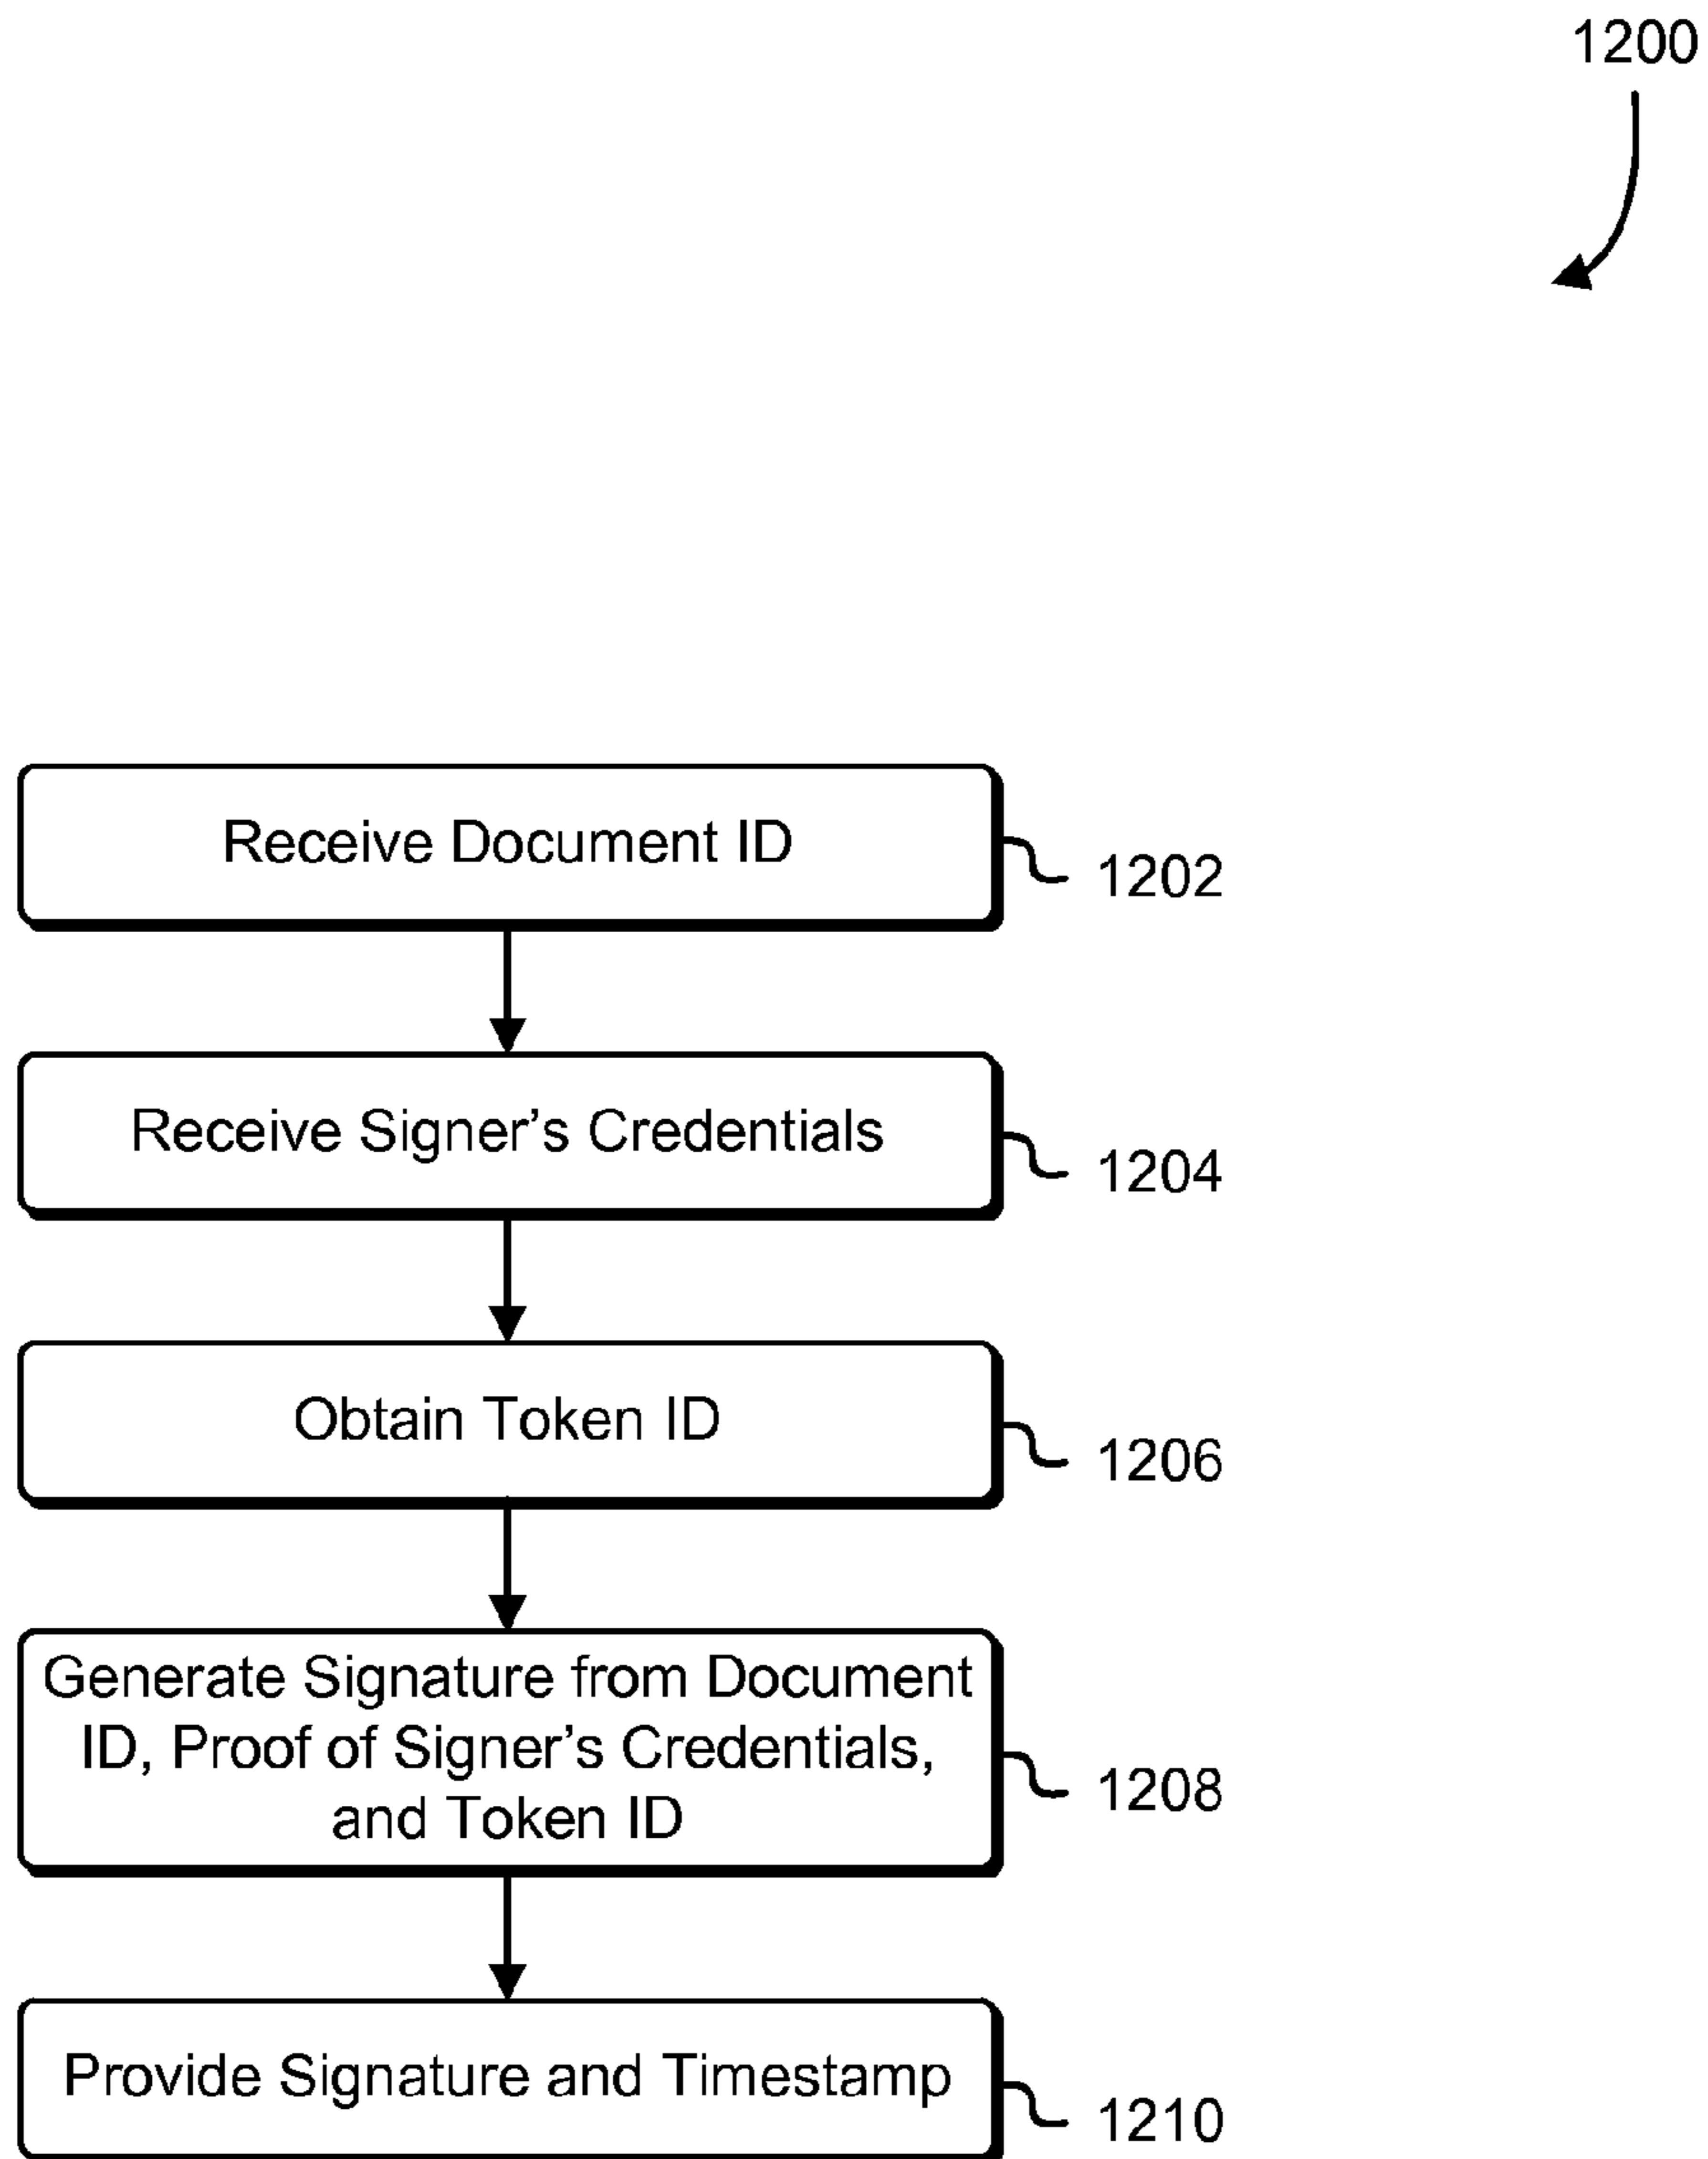 1200
Receive Document ID
1202
Receive Signer’s Credentials
1204
Obtain Token ID
1206
Generate Signature from Document
ID, Proof of Signer’s Credentials,
and Token ID
1208
Provide Signature and Timestamp
1210